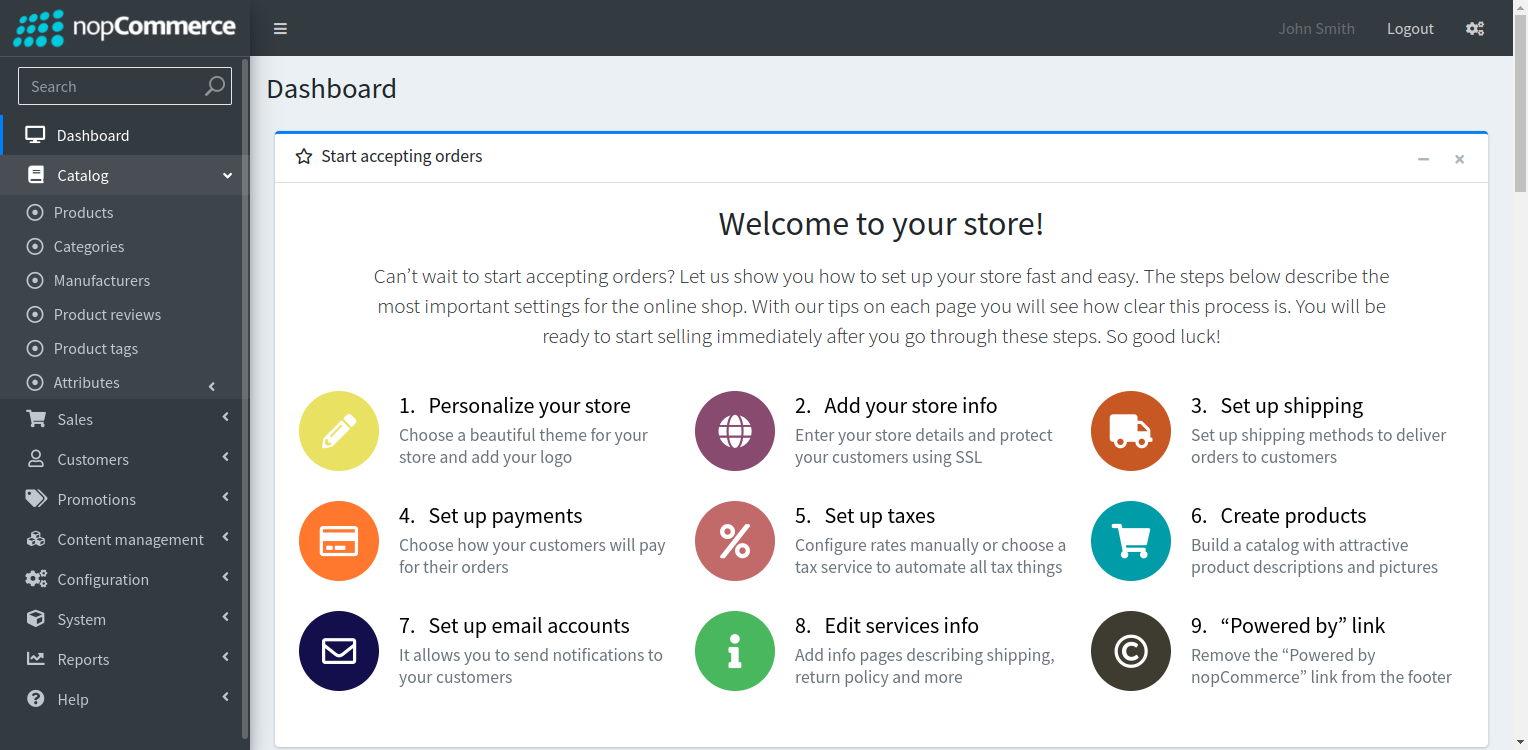 nopCommerce
John Smith
Logout
Search
Dashboard
Catalog
Products
Categories
Manufacturers
Product reviews
Product tags
Attributes
Sales
Customers
Promotions
Content management
Configuration
System
Reports
Help
Dashboard
Start accepting orders
Welcome to your store!
Can’t wait to start accepting orders? Let us show you how to set up your store fast and easy. The steps below describe the
most important settings for the online shop. With our tips on each page you will see how clear this process is. You will be
ready to start selling immediately after you go through these steps. So good luck!
1. Personalize your store
Choose a beautiful theme for your
store and add your logo
2. Add your store info
Enter your store details and protect
your customers using SSL
3. Set up shipping
Set up shipping methods to deliver
orders to customers
4. Set up payments
Choose how your customers will pay
for their orders
5. Set up taxes
Configure rates manually or choose a
tax service to automate all tax things
6. Create products
Build a catalog with attractive
product descriptions and pictures
7. Set up email accounts
It allows you to send notifications to
your customers
8. Edit services info
Add info pages describing shipping,
return policy and more
9. “Powered by” link
Remove the “Powered by
nopCommerce” link from the footer